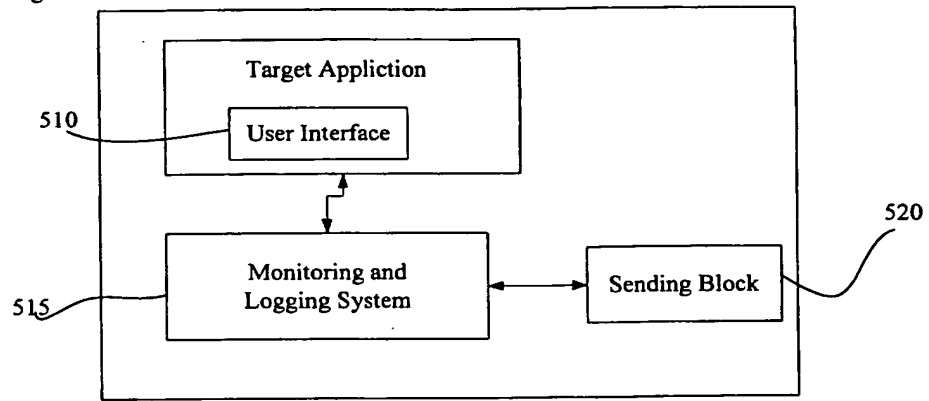 Target Appliction
510
User Interface
520
Monitoring and
Logging System
Sending Block
515